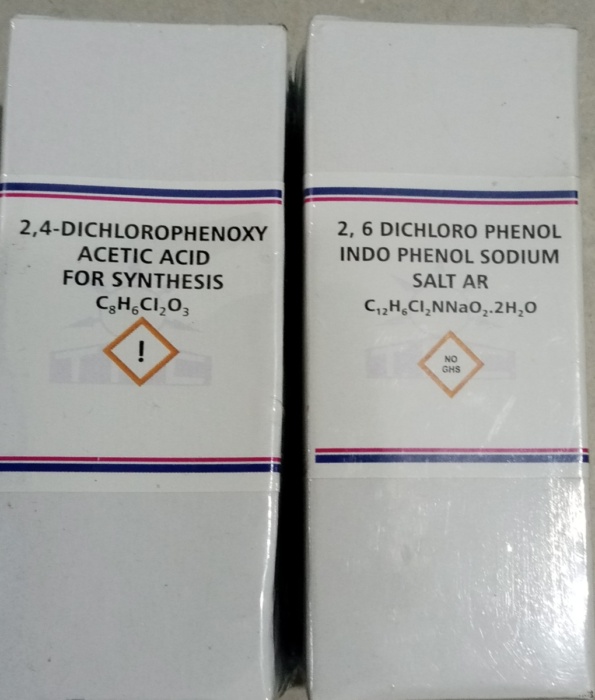 2,4-DICHLOROPHENOXY
ACETIC ACID
FOR SYNTHESIS
C₈H₆Cl₂O₃
!
2, 6 DICHLORO PHENOL
INDO PHENOL SODIUM
SALT AR
C₁₂H₆Cl₂NNaO₂.2H₂O
NO
GHS